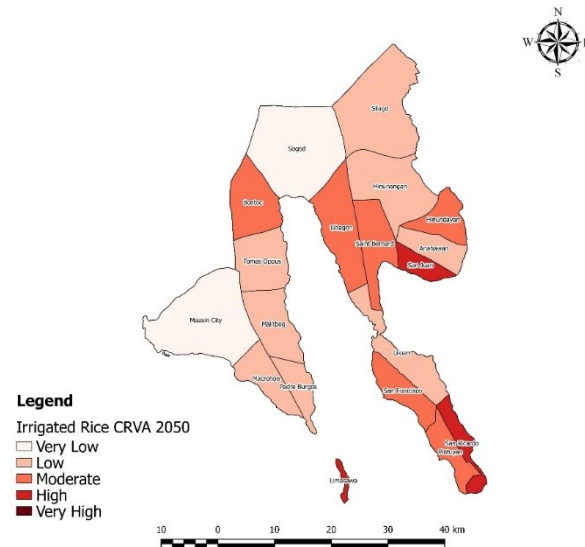 N
W
E
S
Silago
Sogod
Hinunangan
Bontoc
Libagon
Hinundayan
Saint Bernard
Anahawan
San Juan
Tomas Oppus
Maasin City
Malitbog
Liloan
Macrohon
Padre Burgos
San Francisco
San Ricardo
Pintuyan
Limasawa
Legend
Irrigated Rice CRVA 2050
Very Low
Low
Moderate
High
Very High
10 0 10 20 30 40 km